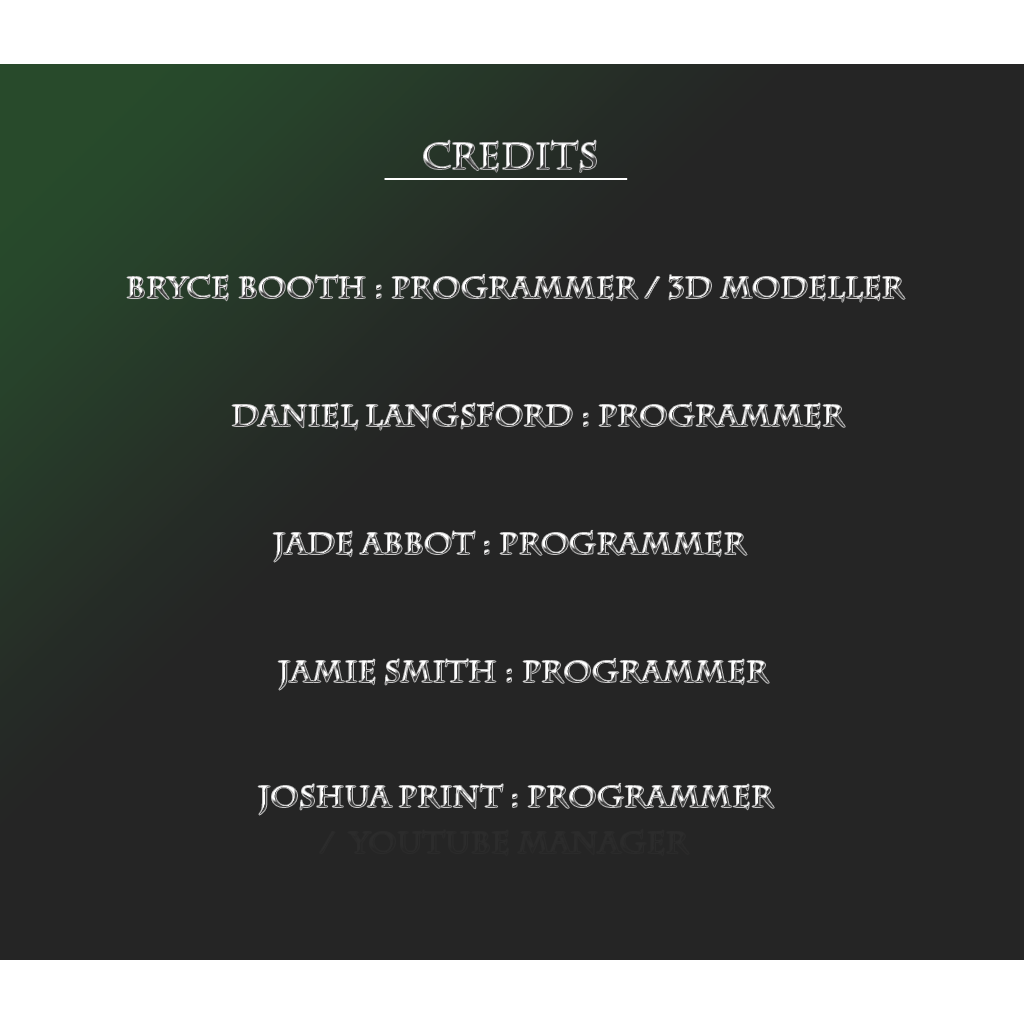 CREDITS
BRYCE BOOTH : PROGRAMMER / 3D MODELLER
DANIEL LANGSFORD : PROGRAMMER
JADE ABBOT : PROGRAMMER
JAMIE SMITH : PROGRAMMER
JOSHUA PRINT : PROGRAMMER
/ YOUTUBE MANAGER